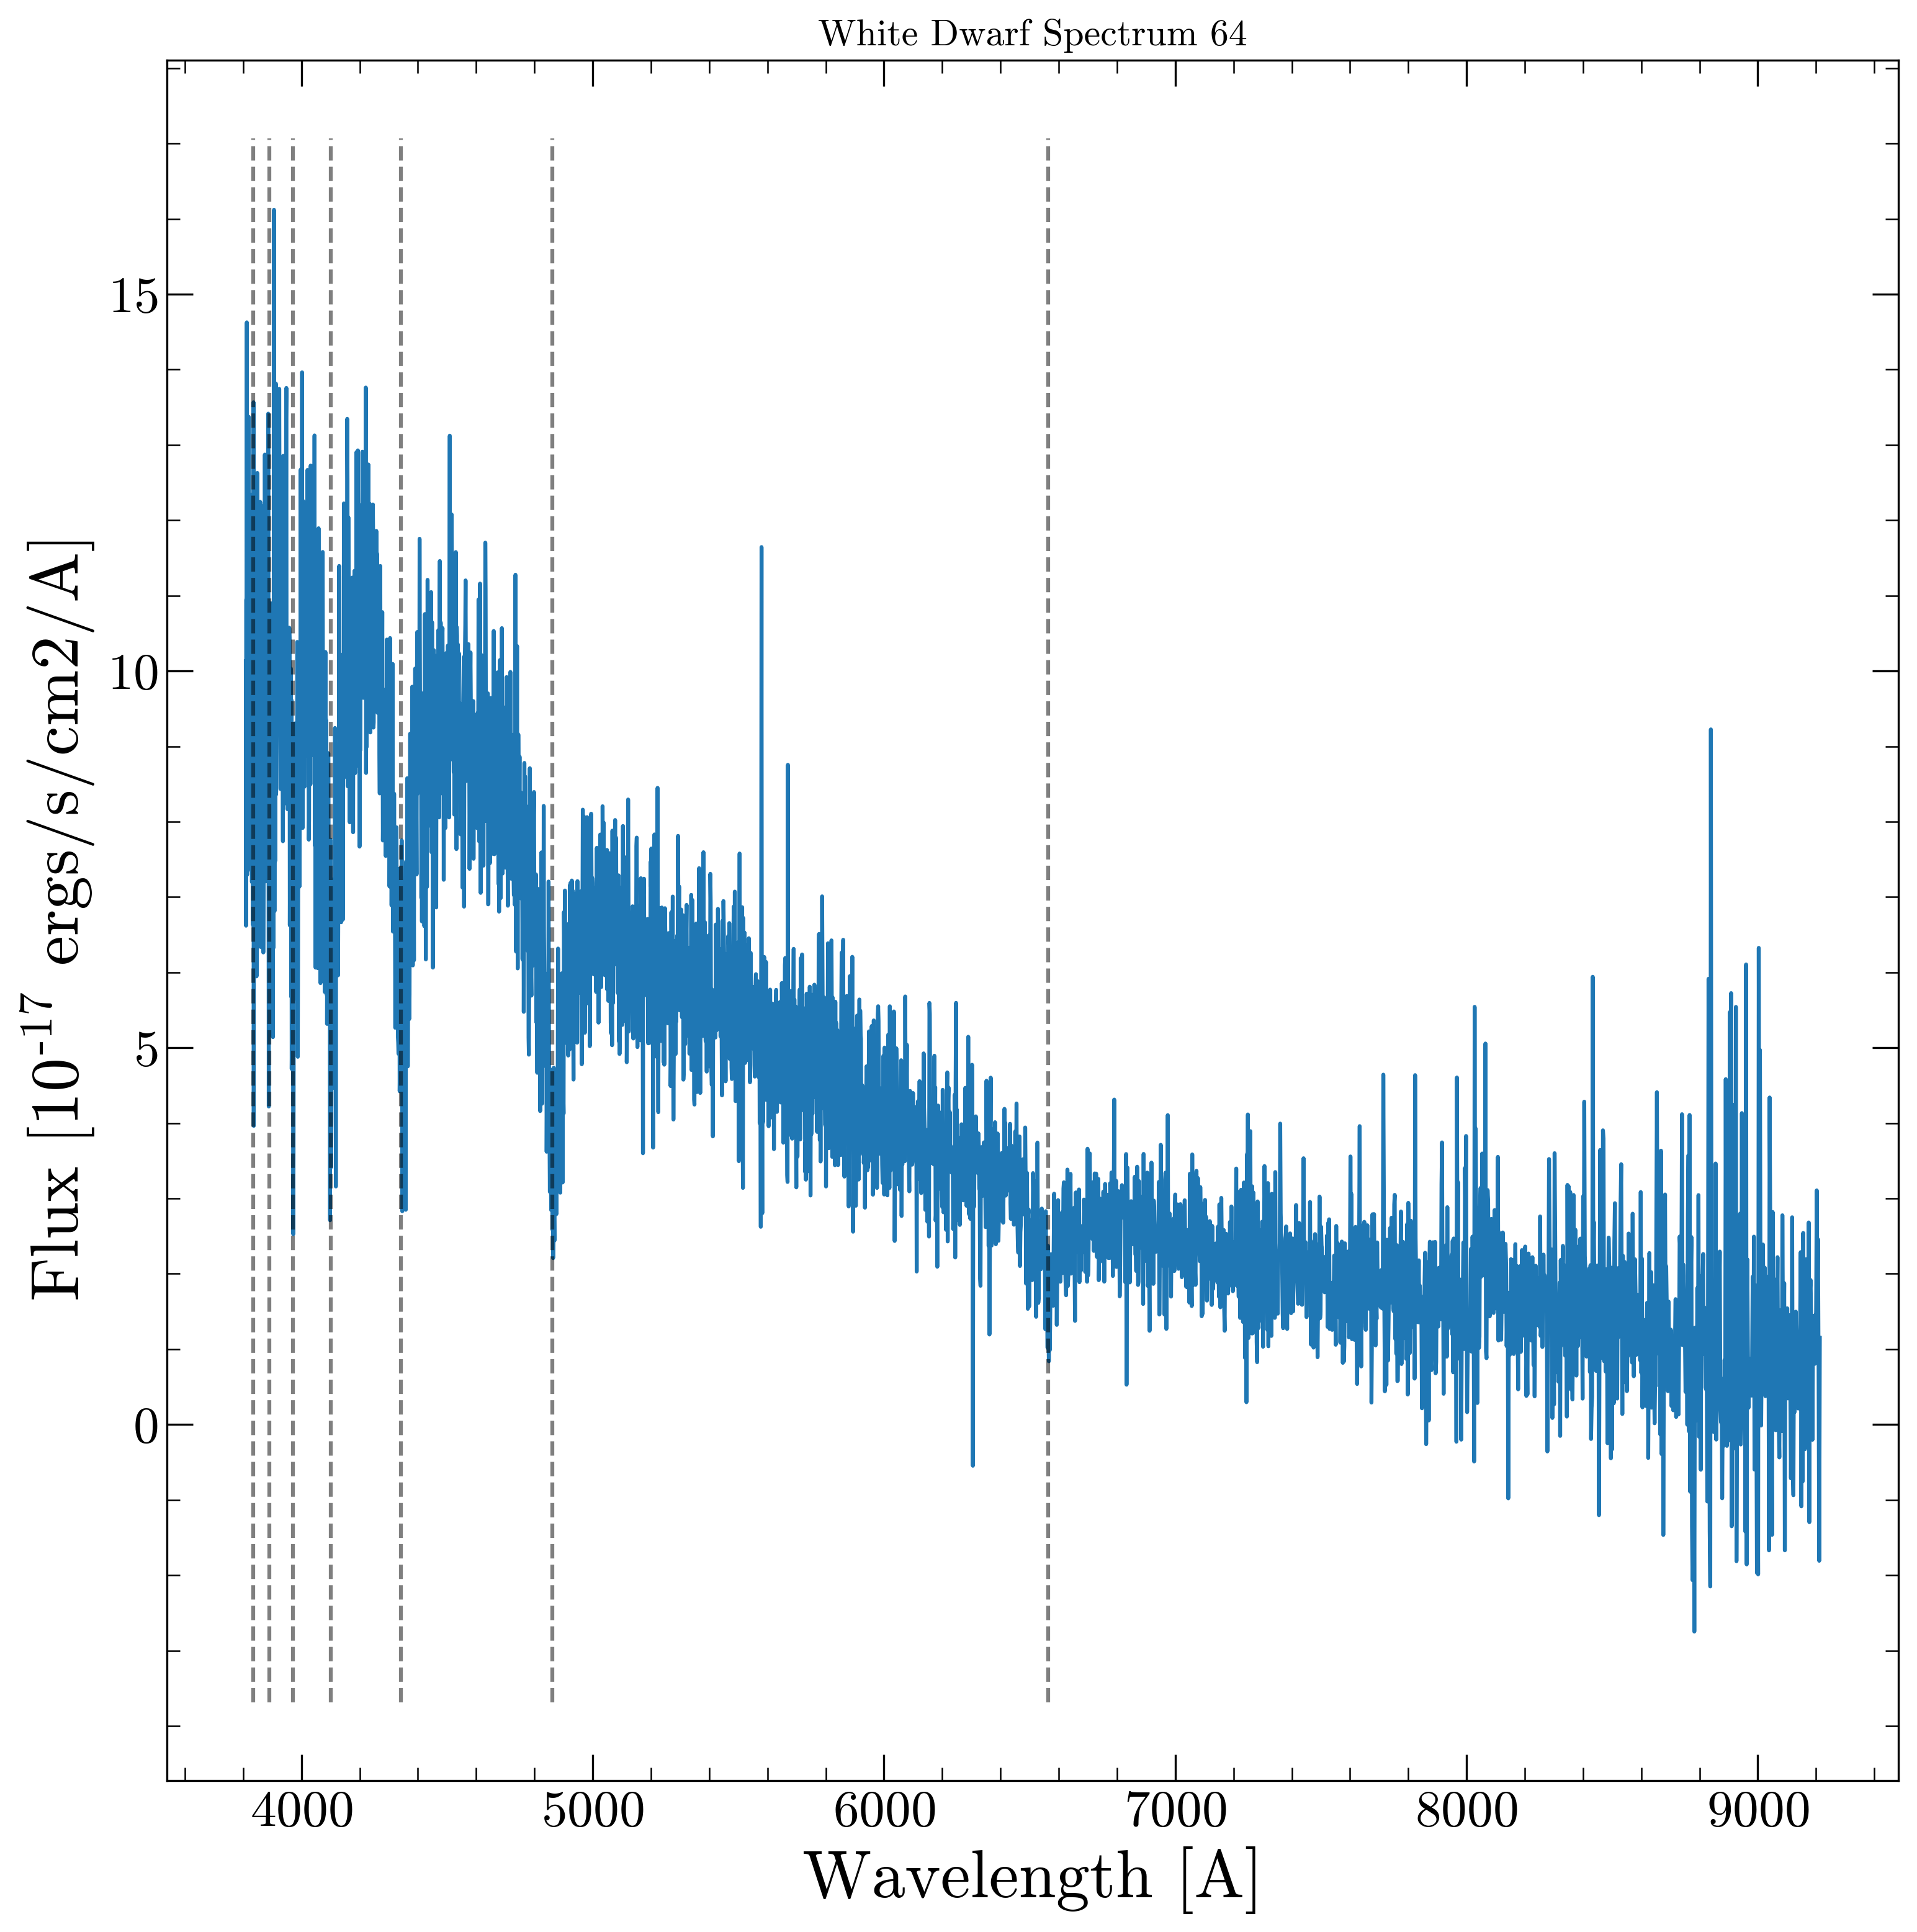 White Dwarf Spectrum 64
15
10
5
0
Flux [10⁻¹⁷ ergs/s/cm2/A]
4000 5000 6000 7000 8000 9000
Wavelength [A]